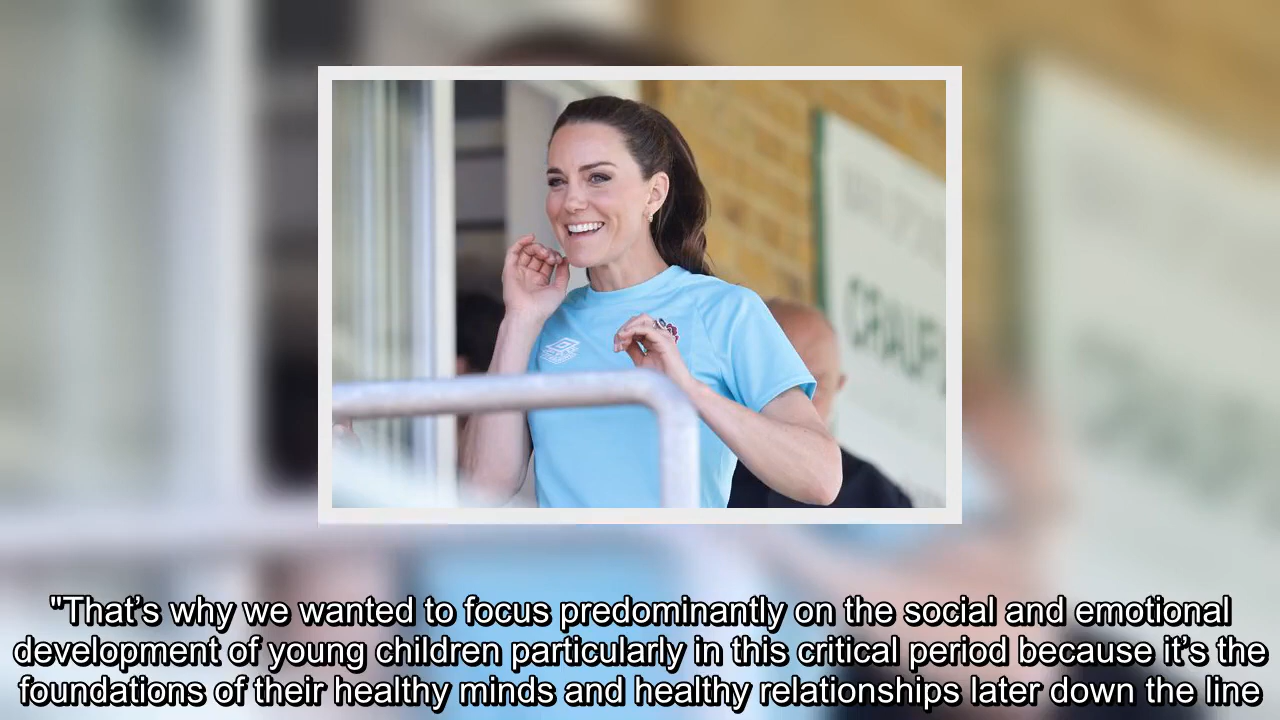 CRAUF
"That’s why we wanted to focus predominantly on the social and emotional
development of young children particularly in this critical period because it’s the
foundations of their healthy minds and healthy relationships later down the line